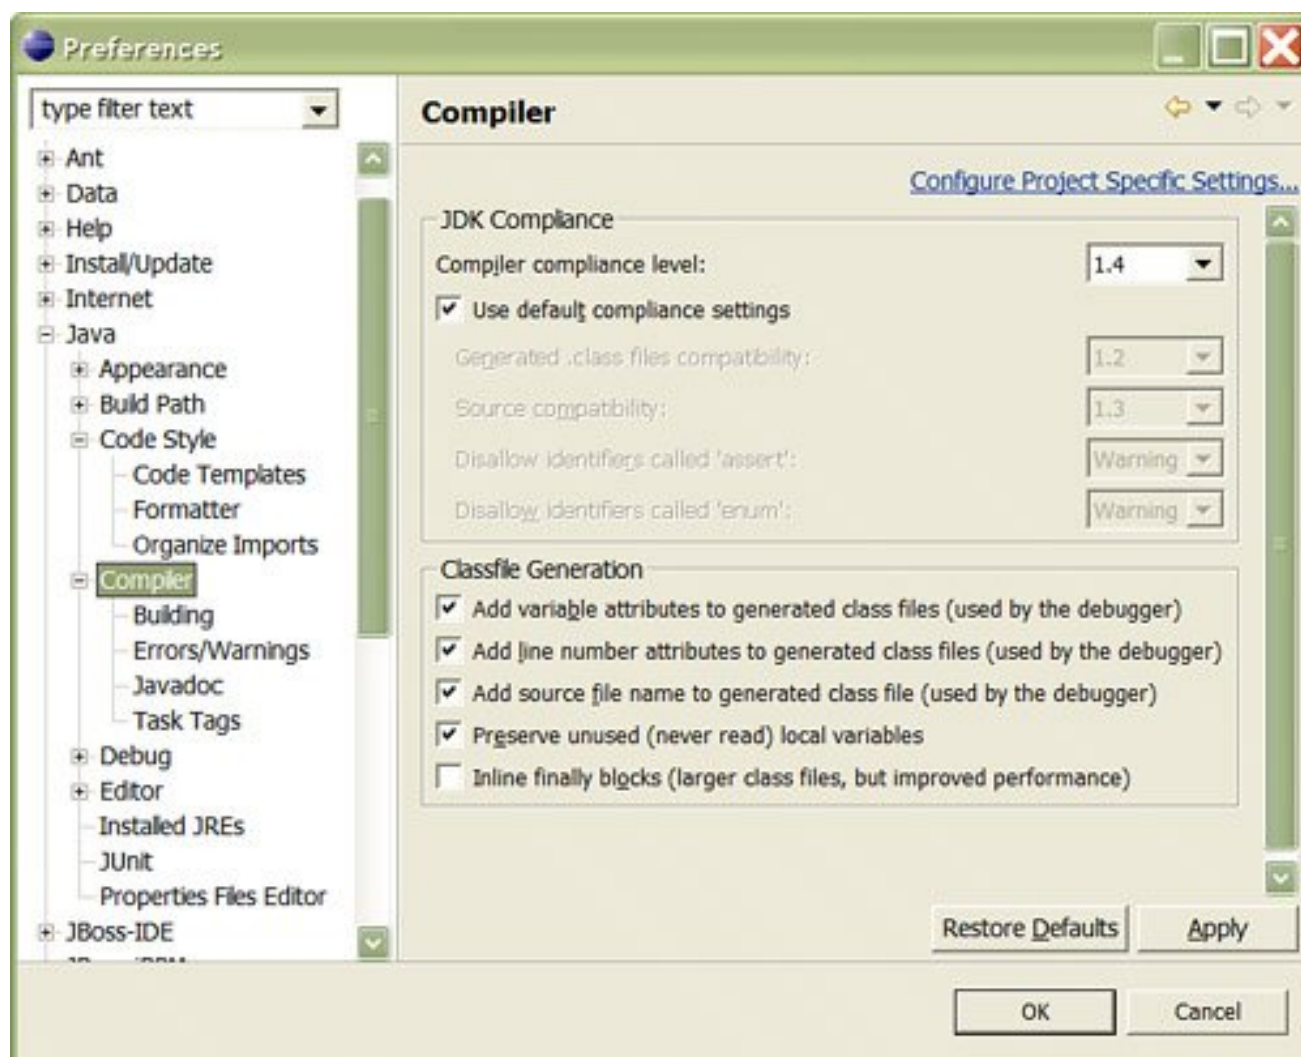 Preferences
type filter text
Ant
Data
Help
Install/Update
Internet
Java
Appearance
Build Path
Code Style
Code Templates
Formatter
Organize Imports
Compiler
Building
Errors/Warnings
Javadoc
Task Tags
Debug
Editor
Installed JREs
JUnit
Properties Files Editor
JBoss-IDE
Compiler
Configure Project Specific Settings...
JDK Compliance
Compiler compliance level: 1.4
Use default compliance settings
Generated .class files compatibility: 1.2
Source compatibility: 1.3
Disallow identifiers called 'assert': Warning
Disallow identifiers called 'enum': Warning
Classfile Generation
Add variable attributes to generated class files (used by the debugger)
Add line number attributes to generated class files (used by the debugger)
Add source file name to generated class file (used by the debugger)
Preserve unused (never read) local variables
Inline finally blocks (larger class files, but improved performance)
Restore Defaults Apply
OK Cancel